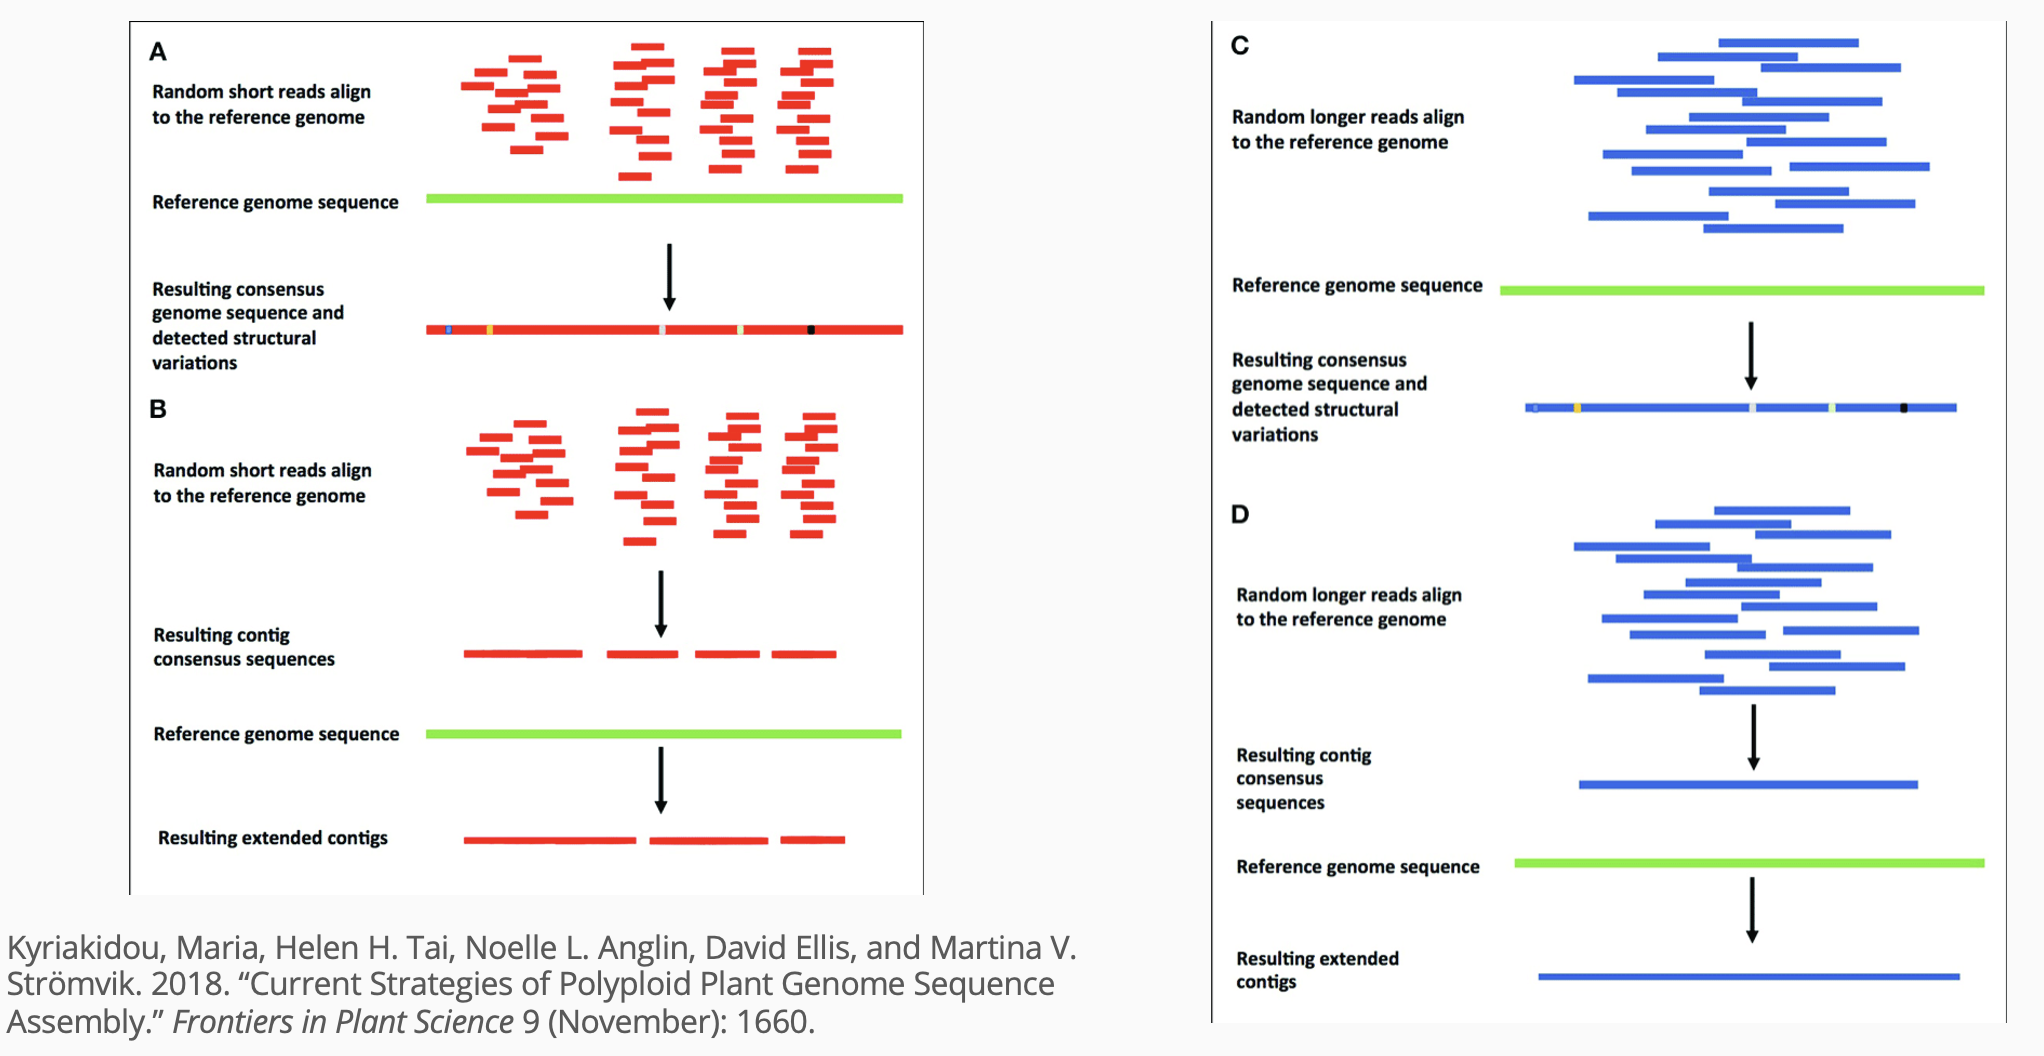 A
Random short reads align
to the reference genome
Reference genome sequence
Resulting consensus
genome sequence and
detected structural
variations
B
Random short reads align
to the reference genome
Resulting contig
consensus sequences
Reference genome sequence
Resulting extended contigs
C
Random longer reads align
to the reference genome
Reference genome sequence
Resulting consensus
genome sequence and
detected structural
variations
D
Random longer reads align
to the reference genome
Resulting contig
consensus
sequences
Reference genome sequence
Resulting extended
contigs
Kyriakidou, Maria, Helen H. Tai, Noelle L. Anglin, David Ellis, and Martina V.
Strömvik. 2018. “Current Strategies of Polyploid Plant Genome Sequence
Assembly.” Frontiers in Plant Science 9 (November): 1660.